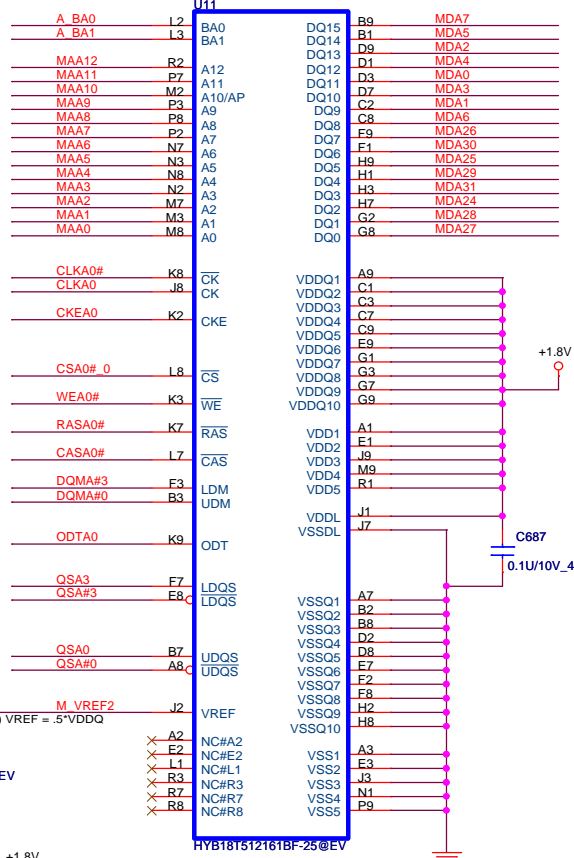 U11
A_BA0 L2 BA0 DQ15 B9 MDA7
A_BA1 L3 BA1 DQ14 B1 MDA5
DQ13 D9 MDA2
MAA12 R2 A12 DQ12 D1 MDA4
MAA11 P7 A11 DQ11 D3 MDA0
MAA10 M2 A10/AP DQ10 D7 MDA3
MAA9 P3 A9 DQ9 C2 MDA1
MAA8 P8 A8 DQ8 C8 MDA6
MAA7 P2 A7 DQ7 F9 MDA26
MAA6 N7 A6 DQ6 F1 MDA30
MAA5 N3 A5 DQ5 H9 MDA25
MAA4 N8 A4 DQ4 H1 MDA29
MAA3 N2 A3 DQ3 H3 MDA31
MAA2 M7 A2 DQ2 H7 MDA24
MAA1 M3 A1 DQ1 G2 MDA28
MAA0 M8 A0 DQ0 G8 MDA27
CLKA0# K8 CK VDDQ1 A9
CLKA0 J8 CK VDDQ2 C1
VDDQ3 C3
CKEA0 K2 CKE VDDQ4 C7
VDDQ5 C9
VDDQ6 E9
VDDQ7 G1
+1.8V
CSA0#_0 L8 CS VDDQ8 G3
WEA0# K3 WE VDDQ9 G7
VDDQ10 G9
RASA0# K7 RAS VDD1 A1
VDD2 E1
CASA0# L7 CAS VDD3 J9
VDD4 M9
DQMA#3 F3 LDM VDD5 R1
DQMA#0 B3 UDM
VDDL J1
VSSDL J7
ODTA0 K9 ODT
C687
0.1U/10V_4
QSA3 F7 LDQS
QSA#3 E8 LDQS VSSQ1 A7
VSSQ2 B2
VSSQ3 B8
VSSQ4 D2
QSA0 B7 UDQS VSSQ5 D8
QSA#0 A8 UDQS VSSQ6 E7
VSSQ7 F2
VSSQ8 F8
M_VREF2 J2 VREF VSSQ9 H2
) VREF = .5*VDDQ
VSSQ10 H8
A2 NC#A2
E2 NC#E2 VSS1 A3
L1 NC#L1 VSS2 E3
EV
R3 NC#R3 VSS3 J3
R7 NC#R7 VSS4 N1
R8 NC#R8 VSS5 P9
HYB18T512161BF-25@EV
+1.8V